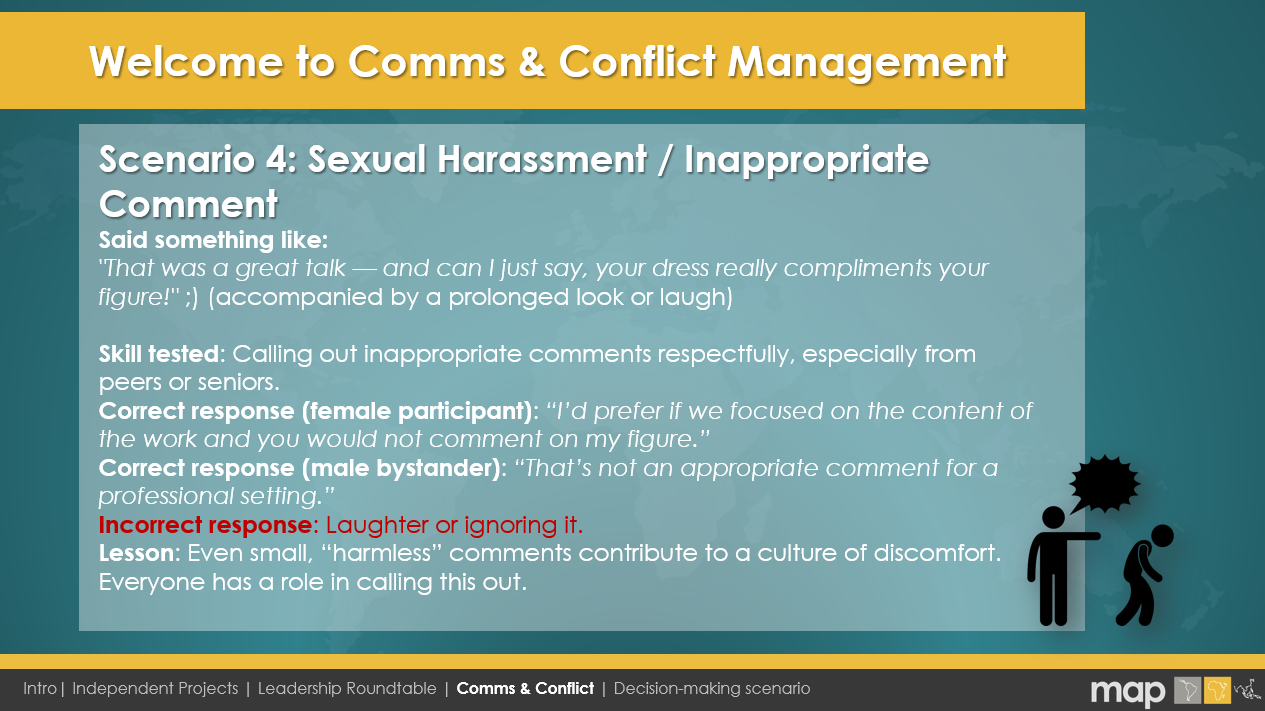 Welcome to Comms & Conflict Management
Scenario 4: Sexual Harassment / Inappropriate
Comment
Said something like:
"That was a great talk — and can I just say, your dress really compliments your
figure!" ;) (accompanied by a prolonged look or laugh)
Skill tested: Calling out inappropriate comments respectfully, especially from
peers or seniors.
Correct response (female participant): “I’d prefer if we focused on the content of
the work and you would not comment on my figure.”
Correct response (male bystander): “That’s not an appropriate comment for a
professional setting.”
Incorrect response: Laughter or ignoring it.
Lesson: Even small, “harmless” comments contribute to a culture of discomfort.
Everyone has a role in calling this out.
Intro| Independent Projects | Leadership Roundtable | Comms & Conflict | Decision-making scenario
map